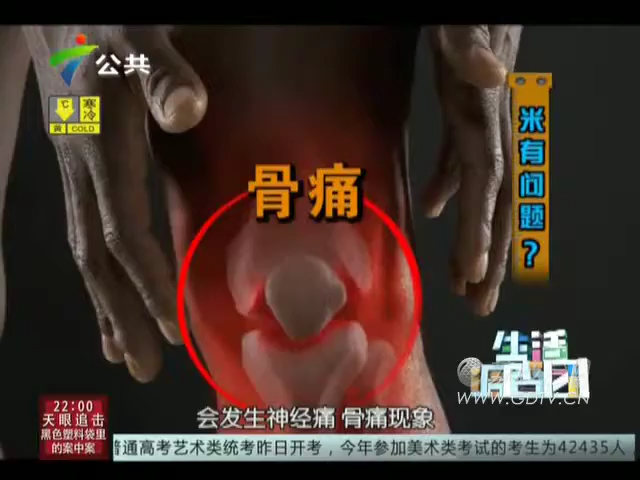 公共
℃
寒冷
黄 COLD
米有问题？
骨痛
生活
WWW.GDTV.CN
会发生神经痛 骨痛现象
22:00
天眼追击
黑色塑料袋里
的案中案
普通高考艺术类统考昨日开考，今年参加美术类考试的考生为42435人